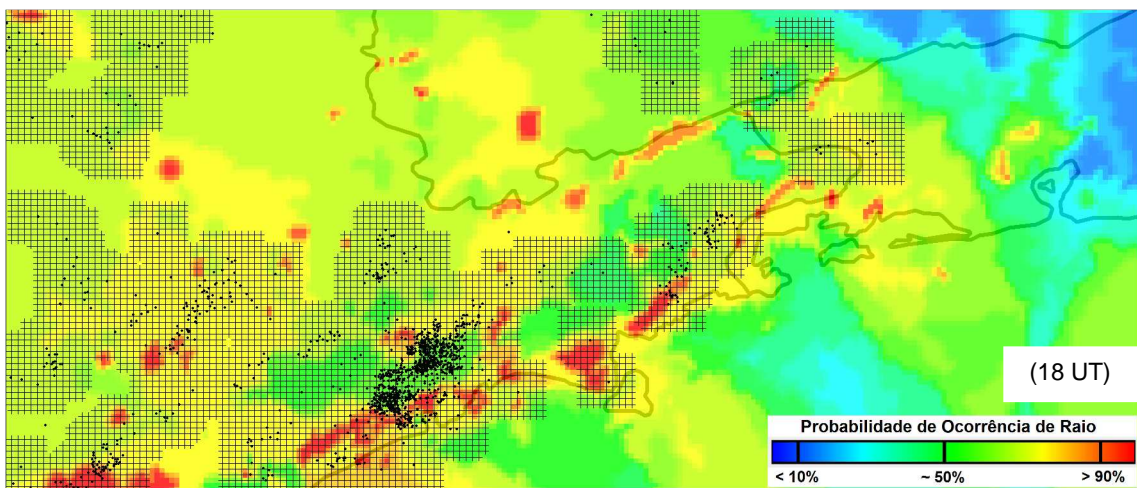 (18 UT)
Probabilidade de Ocorrência de Raio
< 10% ~ 50% > 90%